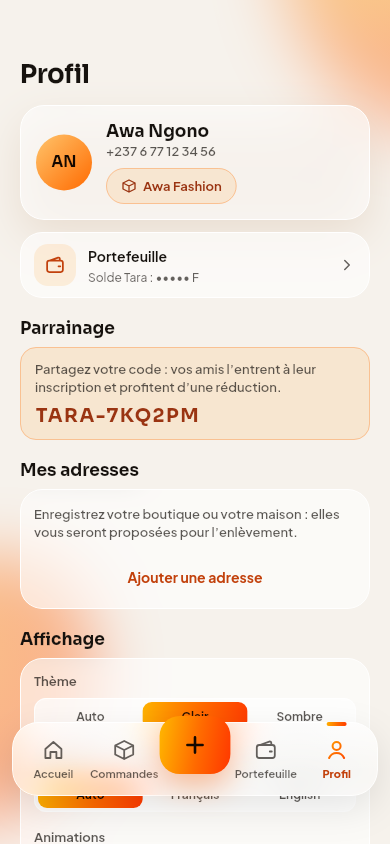 Profil
AN
Awa Ngono
+237 6 77 12 34 56
Awa Fashion
Portefeuille
Solde Tara : ••••• F
Parrainage
Partagez votre code : vos amis l'entrent à leur
inscription et profitent d'une réduction.
TARA-7KQ2PM
Mes adresses
Enregistrez votre boutique ou votre maison : elles
vous seront proposées pour l'enlèvement.
Ajouter une adresse
Affichage
Thème
Auto Clair Sombre
+
Accueil Commandes Portefeuille Profil
Auto Français English
Animations